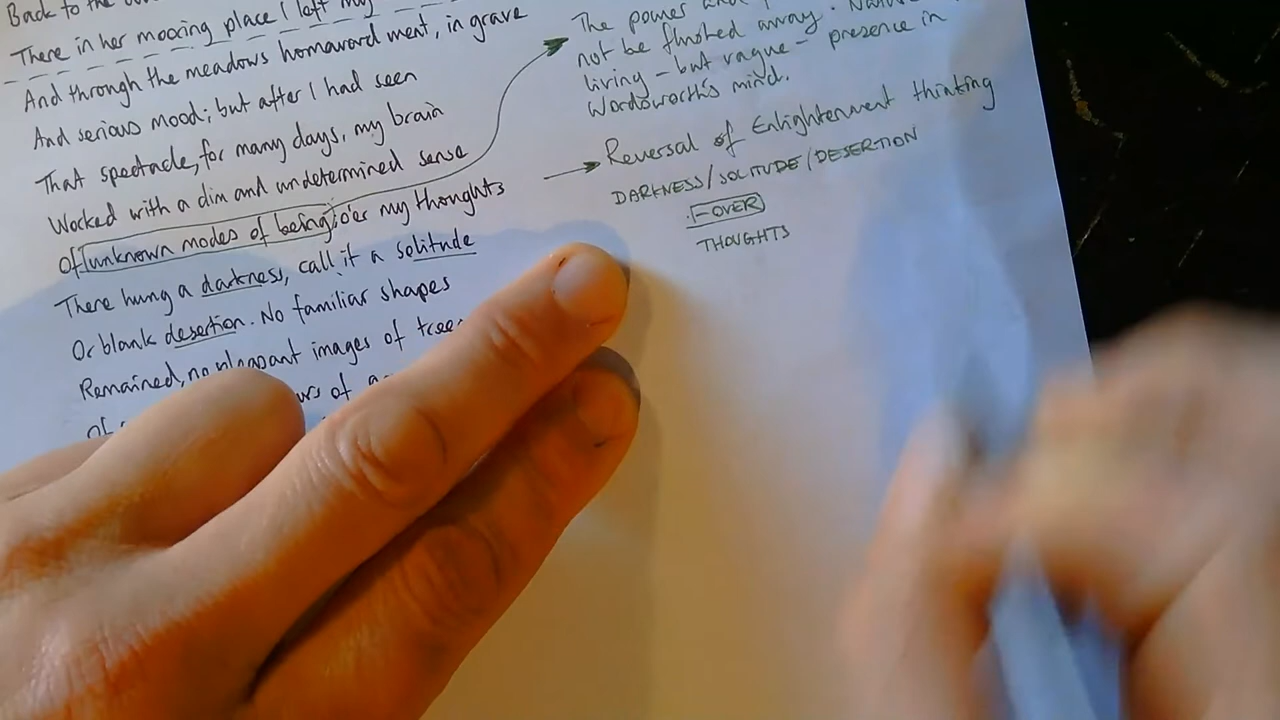 Back to the
There in her mooring place I left my
And through the meadows homeward went, in grave
And serious mood; but after I had seen
That spectacle, for many days, my brain
Worked with a dim and undetermined sense
Of unknown modes of being; o'er my thoughts
There hung a darkness, call it a solitude
Or blank desertion. No familiar shapes
Remained, no pleasant images of trees
of
The power
not be flushed away.
living - but vague - presence in
Wordsworth's mind.
Reversal of Enlightenment thinking
DARKNESS/SOLITUDE/DESERTION
- OVER
THOUGHTS